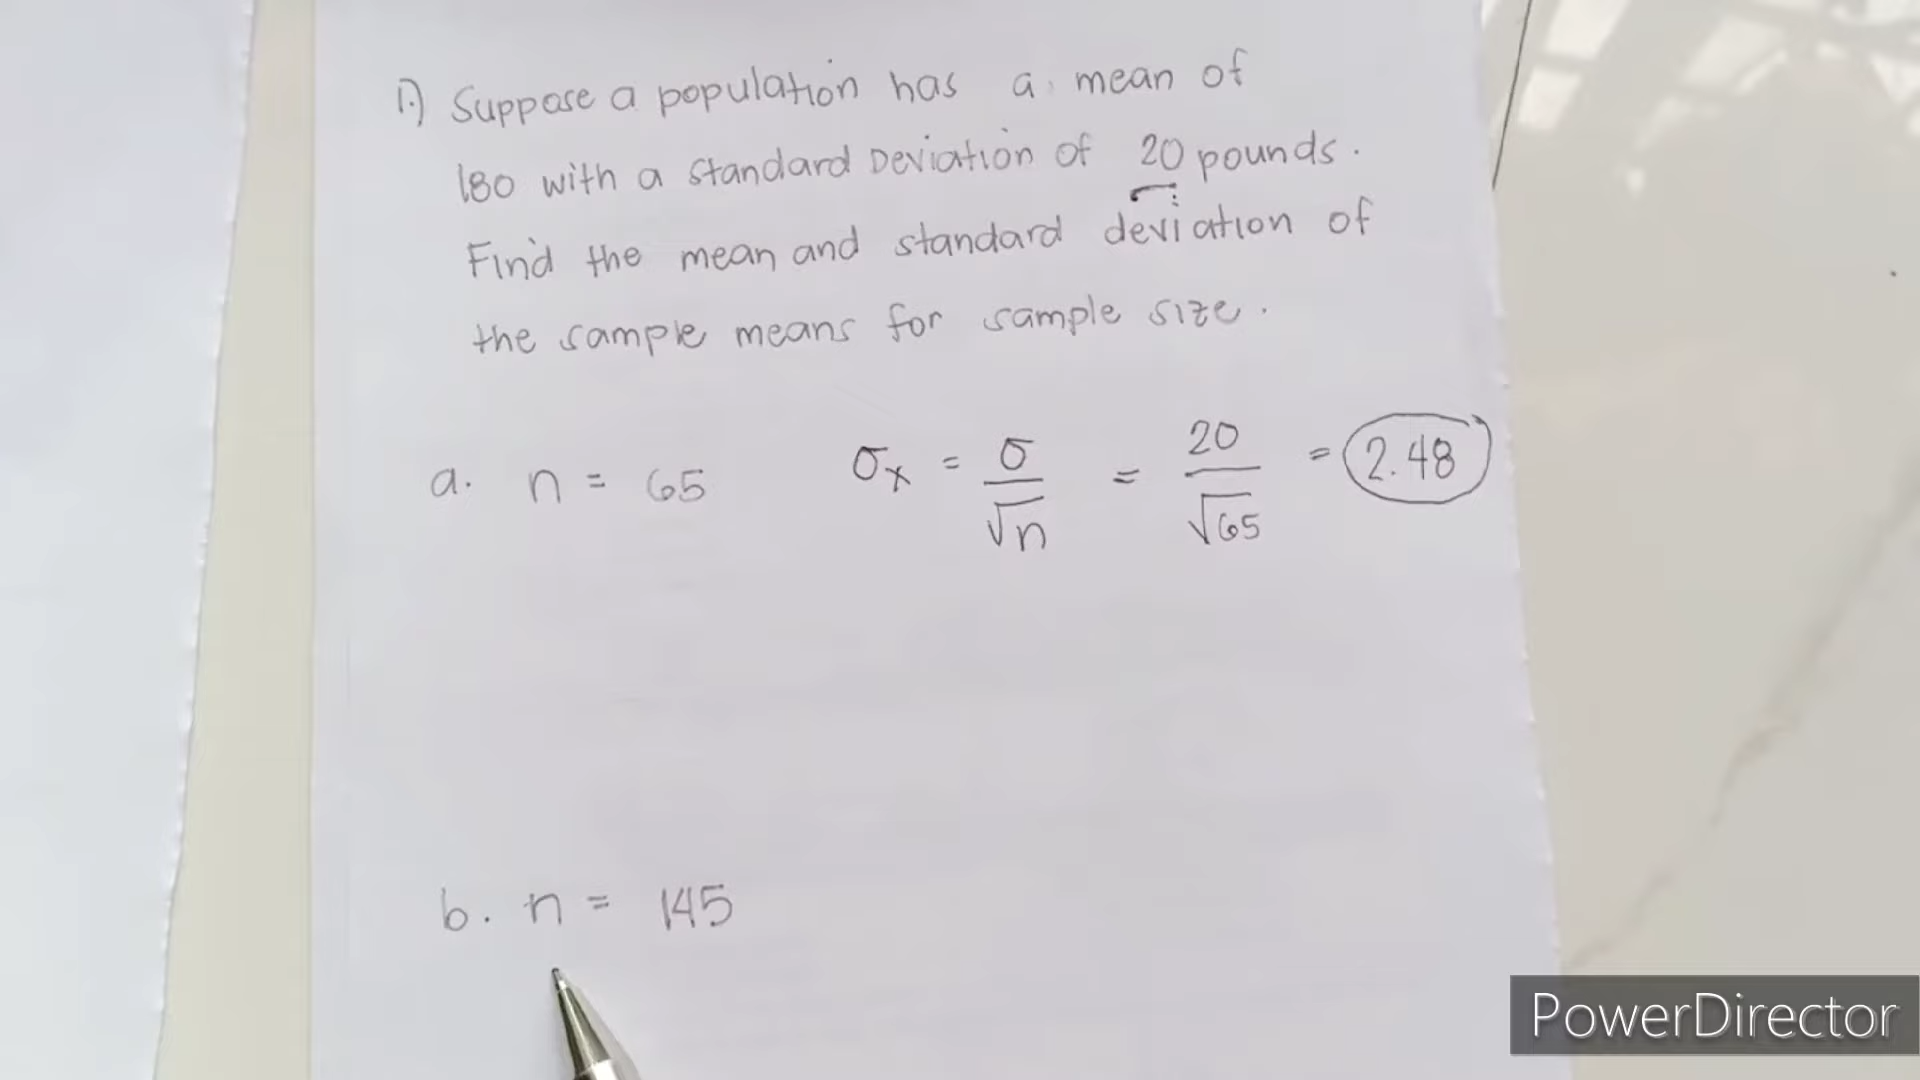 1.) Suppose a population has a mean of
180 with a standard Deviation of 20 pounds.
Find the mean and standard deviation of
the sample means for sample size.
a. n = 65 σx = σ/√n = 20/√65 = 2.48
b. n = 145
PowerDirector